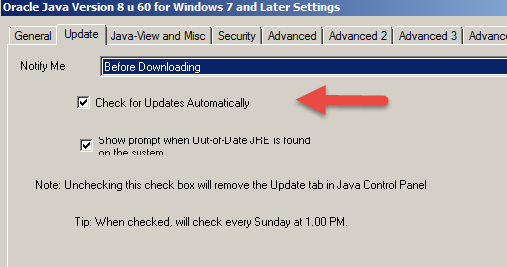 Oracle Java Version 8 u 60 for Windows 7 and Later Settings
General Update Java-View and Misc Security Advanced Advanced 2 Advanced 3 Advanc
Notify Me Before Downloading
Check for Updates Automatically
Show prompt when Out-of-Date JRE is found
on the system
Note: Unchecking this check box will remove the Update tab in Java Control Panel
Tip: When checked, will check every Sunday at 1.00 PM.